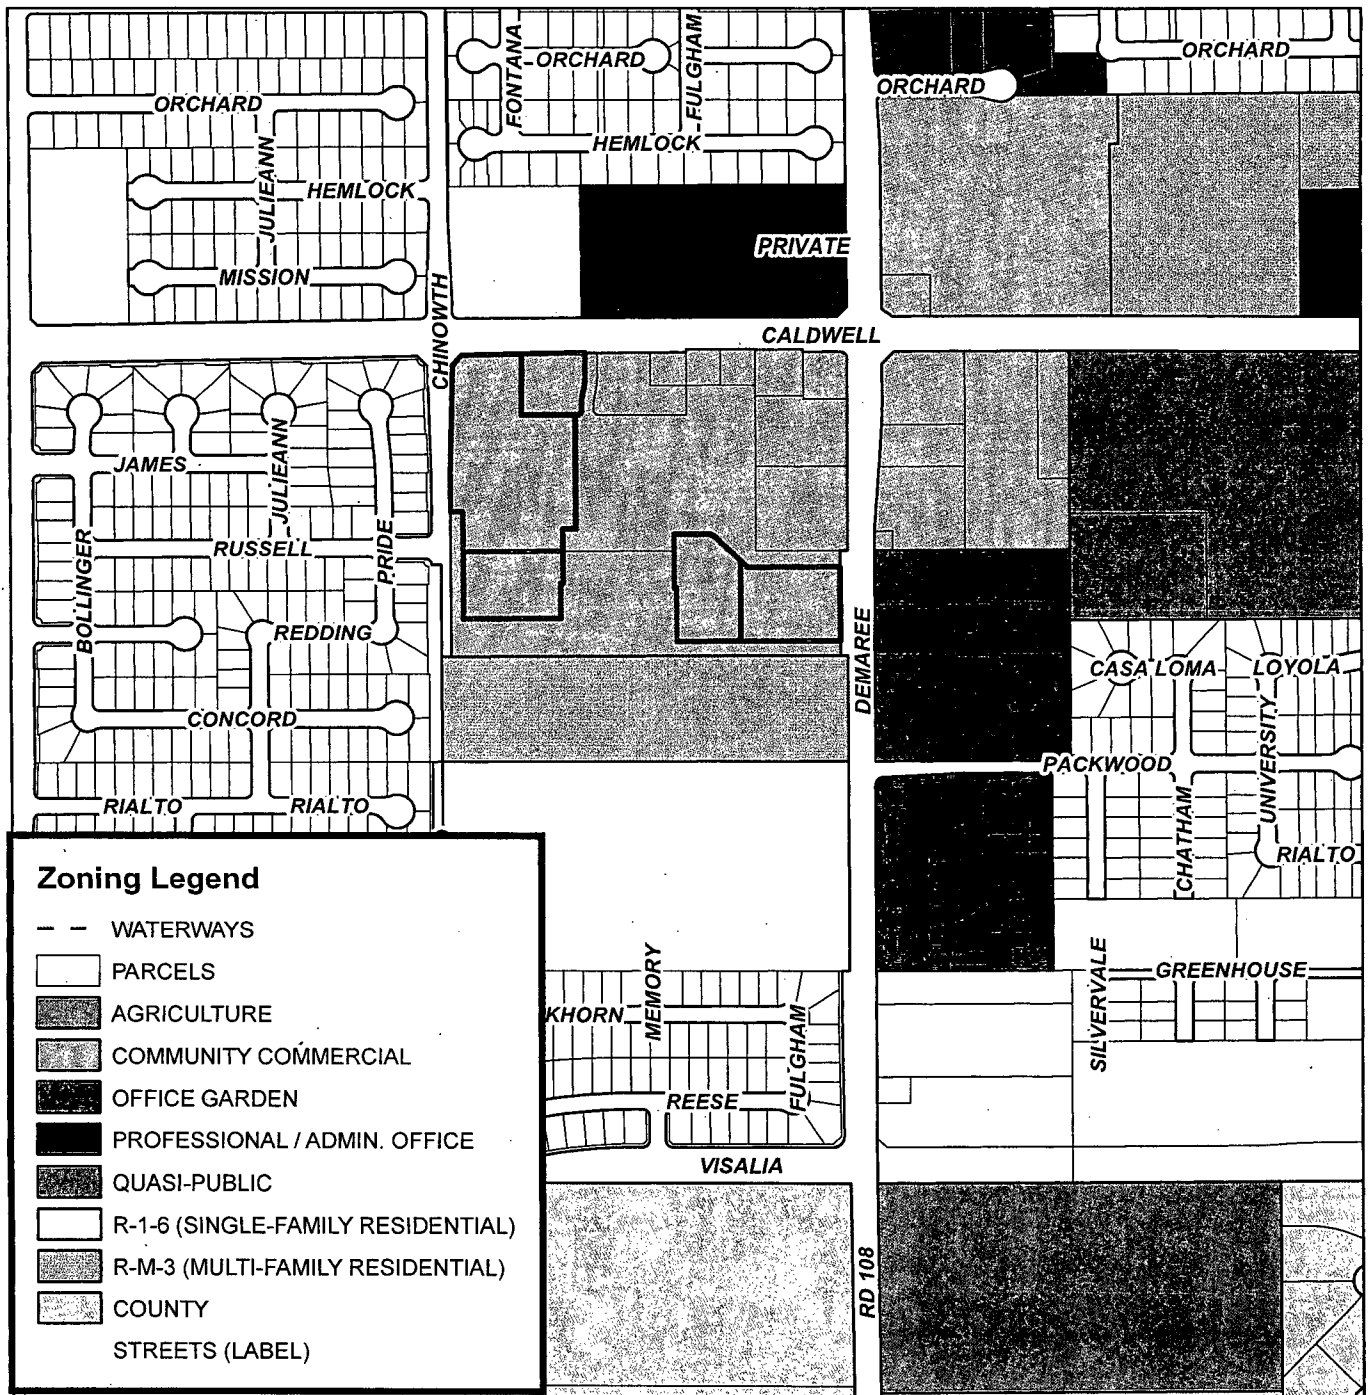 FONTANA
FULGHAM
ORCHARD
ORCHARD
ORCHARD
ORCHARD
JULIEANN
HEMLOCK
HEMLOCK
PRIVATE
MISSION
CHINOWTH
CALDWELL
JAMES
JULIEANN
RUSSELL
PRIDE
BOLLINGER
REDDING
DEMAREE
CASA LOMA
LOYOLA
CONCORD
UNIVERSITY
PACKWOOD
RIALTO
RIALTO
CHATHAM
RIALTO
Zoning Legend
WATERWAYS
PARCELS
AGRICULTURE
COMMUNITY COMMERCIAL
OFFICE GARDEN
PROFESSIONAL / ADMIN. OFFICE
QUASI-PUBLIC
R-1-6 (SINGLE-FAMILY RESIDENTIAL)
R-M-3 (MULTI-FAMILY RESIDENTIAL)
COUNTY
STREETS (LABEL)
MEMORY
SILVERVALE
GREENHOUSE
KHORN
FULGHAM
REESE
VISALIA
RD 108